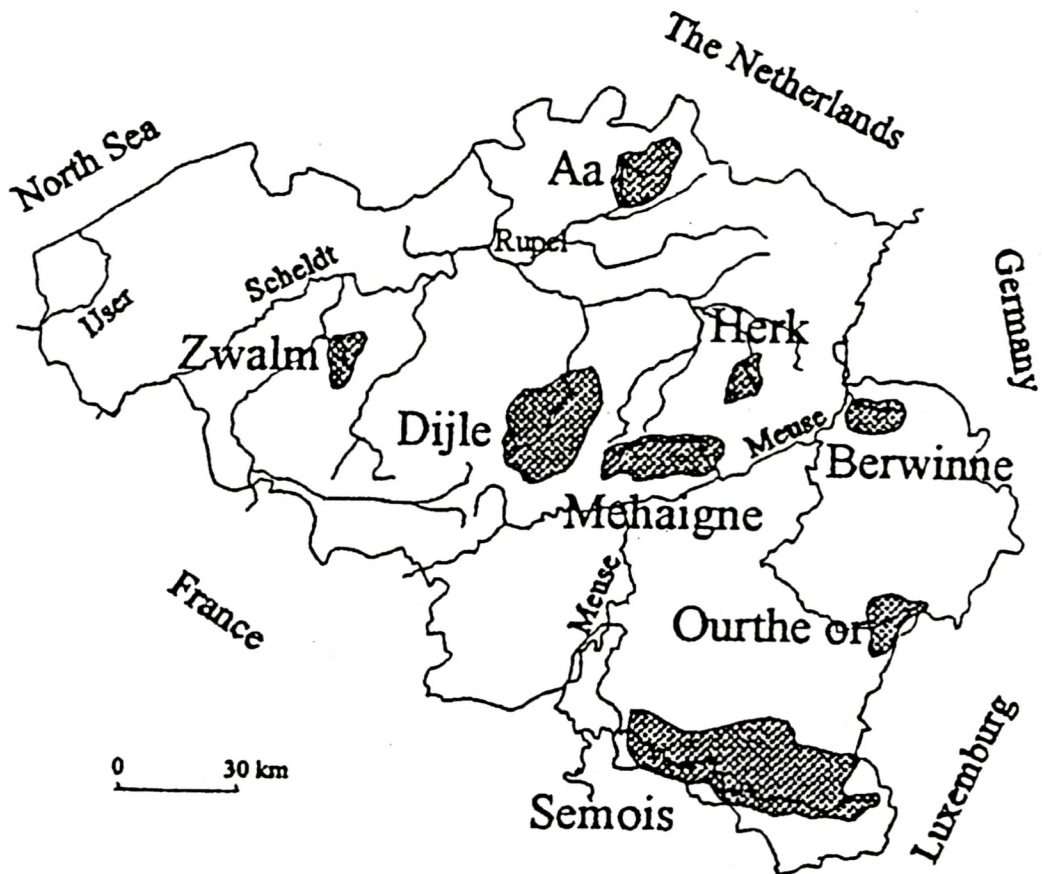 The Netherlands
North Sea
Aa
Rupel
Scheldt
Germany
IJser
Herk
Zwalm
Dijle
Meuse
Berwinne
Mehaigne
France
Meuse
Ourthe or
Luxemburg
0 30 km
Semois